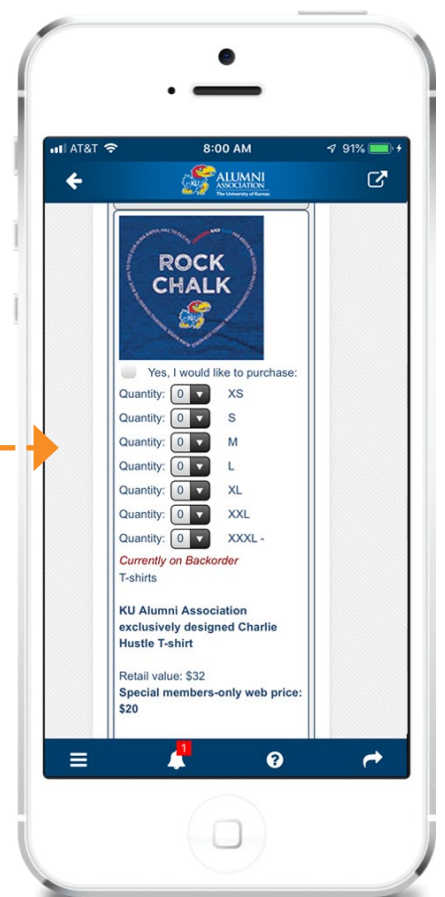 AT&T 8:00 AM 91%
KU ALUMNI
ASSOCIATION
The University of Kansas
ROCK
CHALK
KU
Yes, I would like to purchase:
Quantity: 0 XS
Quantity: 0 S
Quantity: 0 M
Quantity: 0 L
Quantity: 0 XL
Quantity: 0 XXL
Quantity: 0 XXXL -
Currently on Backorder
T-shirts
KU Alumni Association
exclusively designed Charlie
Hustle T-shirt
Retail value: $32
Special members-only web price:
$20
1